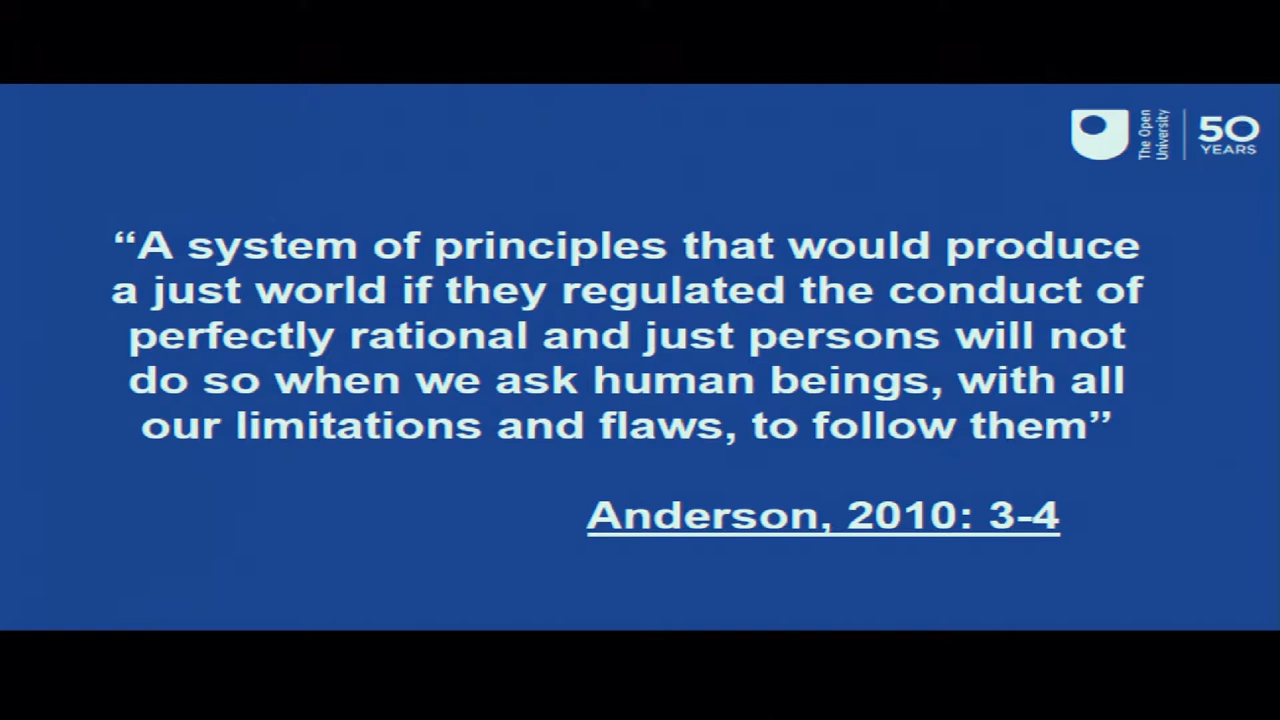 The Open
University
50
YEARS
“A system of principles that would produce
a just world if they regulated the conduct of
perfectly rational and just persons will not
do so when we ask human beings, with all
our limitations and flaws, to follow them”
Anderson, 2010: 3-4